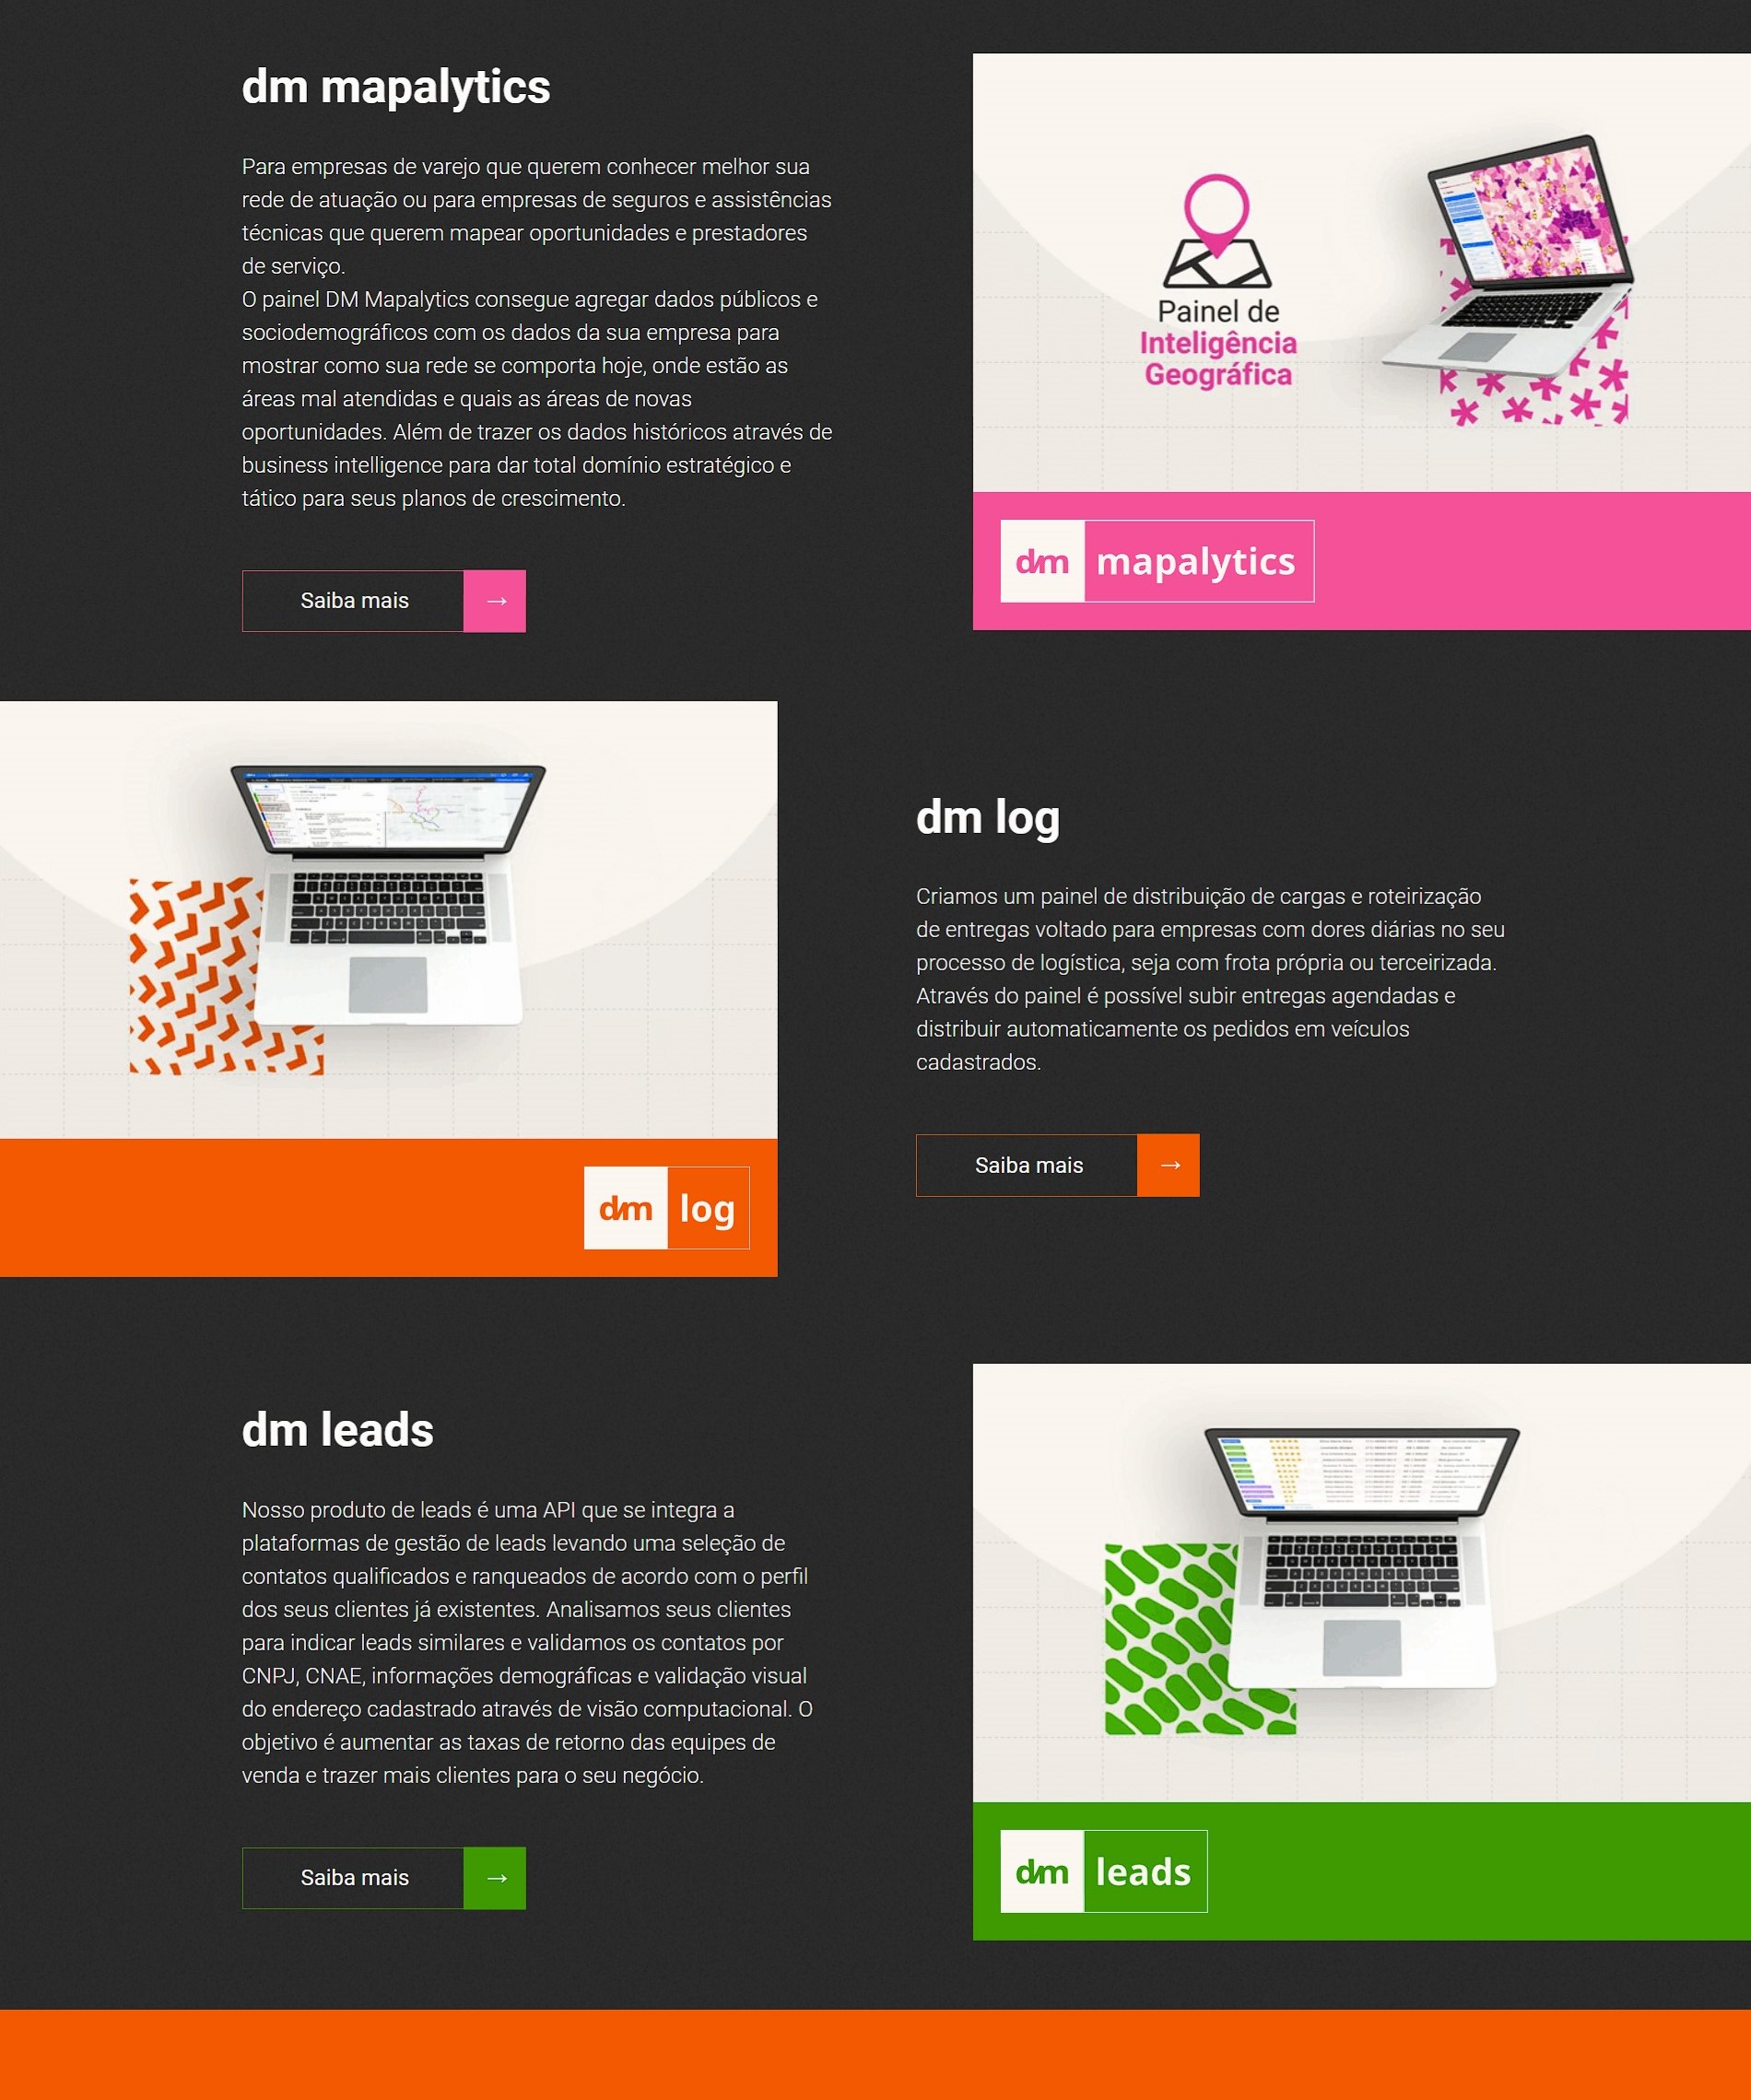 dm mapalytics
Para empresas de varejo que querem conhecer melhor sua
rede de atuação ou para empresas de seguros e assistências
técnicas que querem mapear oportunidades e prestadores
de serviço.
O painel DM Mapalytics consegue agregar dados públicos e
sociodemográficos com os dados da sua empresa para
mostrar como sua rede se comporta hoje, onde estão as
áreas mal atendidas e quais as áreas de novas
oportunidades. Além de trazer os dados históricos através de
business intelligence para dar total domínio estratégico e
tático para seus planos de crescimento.
Saiba mais →
Painel de
Inteligência
Geográfica
dm mapalytics
dm log
Criamos um painel de distribuição de cargas e roteirização
de entregas voltado para empresas com dores diárias no seu
processo de logística, seja com frota própria ou terceirizada.
Através do painel é possível subir entregas agendadas e
distribuir automaticamente os pedidos em veículos
cadastrados.
Saiba mais →
dm log
dm leads
Nosso produto de leads é uma API que se integra a
plataformas de gestão de leads levando uma seleção de
contatos qualificados e ranqueados de acordo com o perfil
dos seus clientes já existentes. Analisamos seus clientes
para indicar leads similares e validamos os contatos por
CNPJ, CNAE, informações demográficas e validação visual
do endereço cadastrado através de visão computacional. O
objetivo é aumentar as taxas de retorno das equipes de
venda e trazer mais clientes para o seu negócio.
Saiba mais →
dm leads